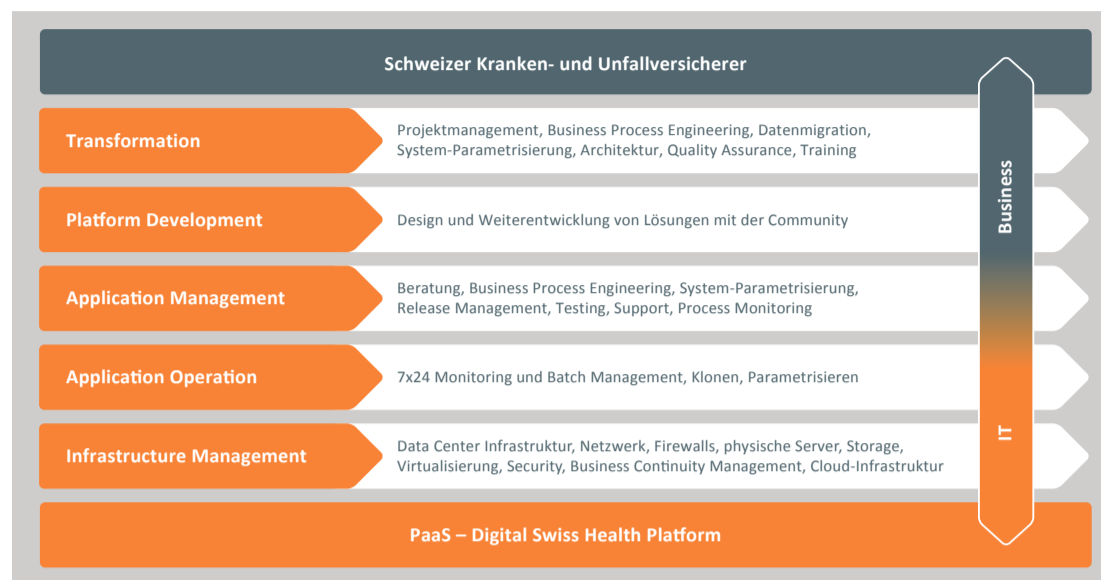 Schweizer Kranken- und Unfallversicherer
Transformation
Projektmanagement, Business Process Engineering, Datenmigration,
System-Parametrisierung, Architektur, Quality Assurance, Training
Platform Development
Design und Weiterentwicklung von Lösungen mit der Community
Application Management
Beratung, Business Process Engineering, System-Parametrisierung,
Release Management, Testing, Support, Process Monitoring
Application Operation
7x24 Monitoring und Batch Management, Klonen, Parametrisieren
Infrastructure Management
Data Center Infrastruktur, Netzwerk, Firewalls, physische Server, Storage,
Virtualisierung, Security, Business Continuity Management, Cloud-Infrastruktur
Business
IT
PaaS – Digital Swiss Health Platform